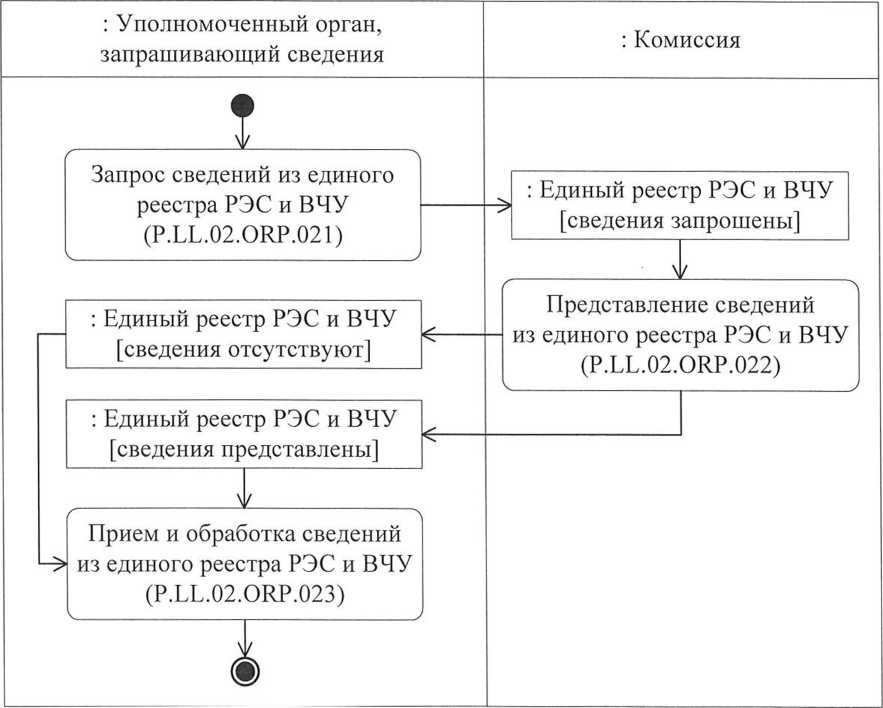 : Уполномоченный орган,
запрашивающий сведения
: Комиссия
Запрос сведений из единого
реестра РЭС и ВЧУ
(P.LL.02.ORP.021)
: Единый реестр РЭС и ВЧУ
[сведения запрошены]
Представление сведений
из единого реестра РЭС и ВЧУ
(P.LL.02.ORP.022)
: Единый реестр РЭС и ВЧУ
[сведения отсутствуют]
: Единый реестр РЭС и ВЧУ
[сведения представлены]
Прием и обработка сведений
из единого реестра РЭС и ВЧУ
(P.LL.02.ORP.023)